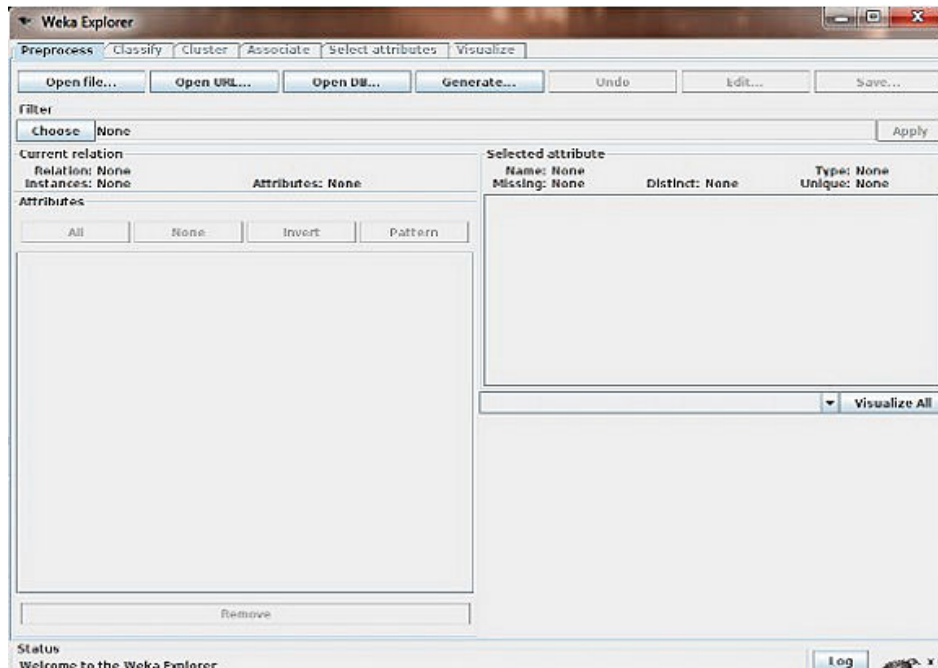 Weka Explorer
Preprocess Classify Cluster Associate Select attributes Visualize
Open file... Open URL... Open DB... Generate... Undo Edit... Save...
Filter
Choose None Apply
Current relation
Relation: None
Instances: None Attributes: None
Selected attribute
Name: None Type: None
Missing: None Distinct: None Unique: None
Attributes
All None Invert Pattern
Visualize All
Remove
Status
Welcome to the Weka Explorer
Log x